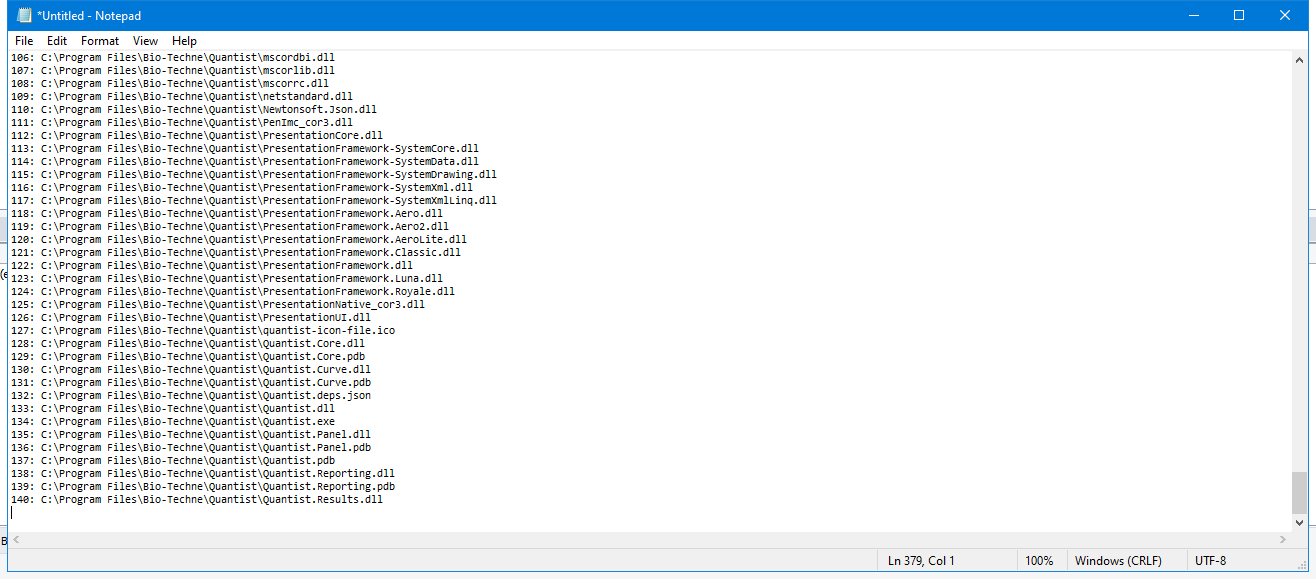 *Untitled - Notepad
File Edit Format View Help
106: C:\Program Files\Bio-Techne\Quantist\mscordbi.dll
107: C:\Program Files\Bio-Techne\Quantist\mscorlib.dll
108: C:\Program Files\Bio-Techne\Quantist\mscorrc.dll
109: C:\Program Files\Bio-Techne\Quantist\netstandard.dll
110: C:\Program Files\Bio-Techne\Quantist\Newtonsoft.Json.dll
111: C:\Program Files\Bio-Techne\Quantist\PenImc_cor3.dll
112: C:\Program Files\Bio-Techne\Quantist\PresentationCore.dll
113: C:\Program Files\Bio-Techne\Quantist\PresentationFramework-SystemCore.dll
114: C:\Program Files\Bio-Techne\Quantist\PresentationFramework-SystemData.dll
115: C:\Program Files\Bio-Techne\Quantist\PresentationFramework-SystemDrawing.dll
116: C:\Program Files\Bio-Techne\Quantist\PresentationFramework-SystemXml.dll
117: C:\Program Files\Bio-Techne\Quantist\PresentationFramework-SystemXmlLinq.dll
118: C:\Program Files\Bio-Techne\Quantist\PresentationFramework.Aero.dll
119: C:\Program Files\Bio-Techne\Quantist\PresentationFramework.Aero2.dll
120: C:\Program Files\Bio-Techne\Quantist\PresentationFramework.AeroLite.dll
121: C:\Program Files\Bio-Techne\Quantist\PresentationFramework.Classic.dll
122: C:\Program Files\Bio-Techne\Quantist\PresentationFramework.dll
123: C:\Program Files\Bio-Techne\Quantist\PresentationFramework.Luna.dll
124: C:\Program Files\Bio-Techne\Quantist\PresentationFramework.Royale.dll
125: C:\Program Files\Bio-Techne\Quantist\PresentationNative_cor3.dll
126: C:\Program Files\Bio-Techne\Quantist\PresentationUI.dll
127: C:\Program Files\Bio-Techne\Quantist\quantist-icon-file.ico
128: C:\Program Files\Bio-Techne\Quantist\Quantist.Core.dll
129: C:\Program Files\Bio-Techne\Quantist\Quantist.Core.pdb
130: C:\Program Files\Bio-Techne\Quantist\Quantist.Curve.dll
131: C:\Program Files\Bio-Techne\Quantist\Quantist.Curve.pdb
132: C:\Program Files\Bio-Techne\Quantist\Quantist.deps.json
133: C:\Program Files\Bio-Techne\Quantist\Quantist.dll
134: C:\Program Files\Bio-Techne\Quantist\Quantist.exe
135: C:\Program Files\Bio-Techne\Quantist\Quantist.Panel.dll
136: C:\Program Files\Bio-Techne\Quantist\Quantist.Panel.pdb
137: C:\Program Files\Bio-Techne\Quantist\Quantist.pdb
138: C:\Program Files\Bio-Techne\Quantist\Quantist.Reporting.dll
139: C:\Program Files\Bio-Techne\Quantist\Quantist.Reporting.pdb
140: C:\Program Files\Bio-Techne\Quantist\Quantist.Results.dll
Ln 379, Col 1 100% Windows (CRLF) UTF-8